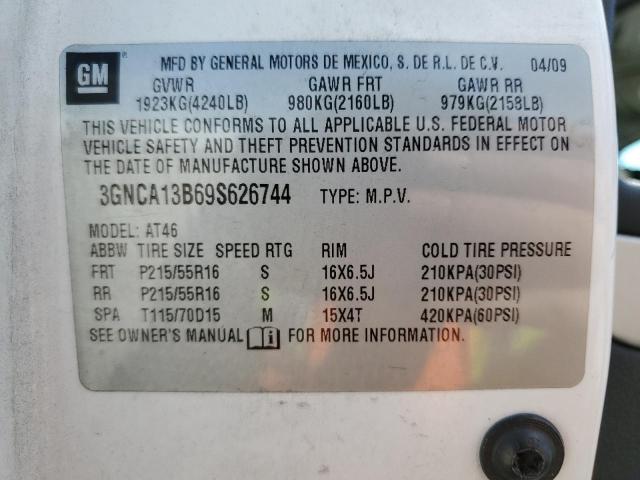 GM
MFD BY GENERAL MOTORS DE MEXICO, S. DE R.L. DE C.V. 04/09
GVWR GAWR FRT GAWR RR
1923KG(4240LB) 980KG(2160LB) 979KG(2158LB)
THIS VEHICLE CONFORMS TO ALL APPLICABLE U.S. FEDERAL MOTOR
VEHICLE SAFETY AND THEFT PREVENTION STANDARDS IN EFFECT ON
THE DATE OF MANUFACTURE SHOWN ABOVE.
3GNCA13B69S626744 TYPE: M.P.V.
MODEL: AT46
ABBW TIRE SIZE SPEED RTG RIM COLD TIRE PRESSURE
FRT P215/55R16 S 16X6.5J 210KPA(30PSI)
RR P215/55R16 S 16X6.5J 210KPA(30PSI)
SPA T115/70D15 M 15X4T 420KPA(60PSI)
SEE OWNER'S MANUAL i FOR MORE INFORMATION.